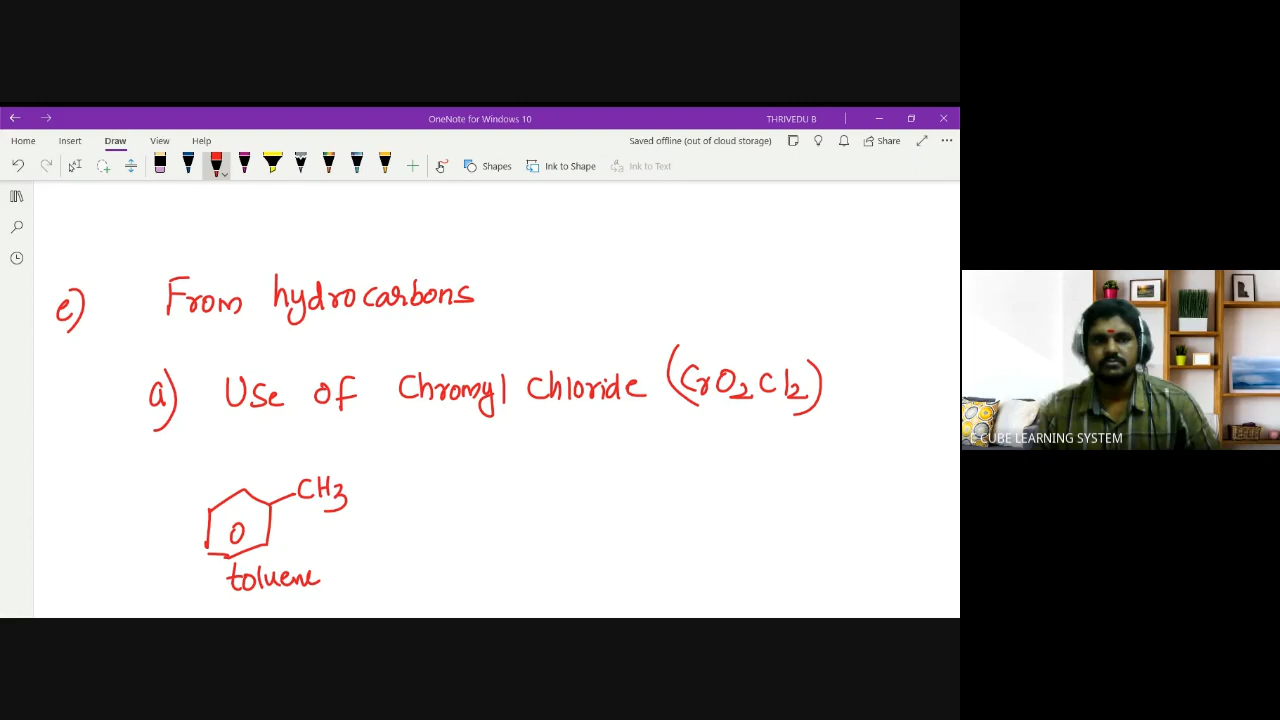 OneNote for Windows 10
THRIVEDU B
Home Insert Draw View Help
Saved offline (out of cloud storage)
Share
Shapes
Ink to Shape
Ink to Text
e) From hydrocarbons
a) Use of Chromyl Chloride (CrO2Cl2)
CH3
O
toluene
C CUBE LEARNING SYSTEM